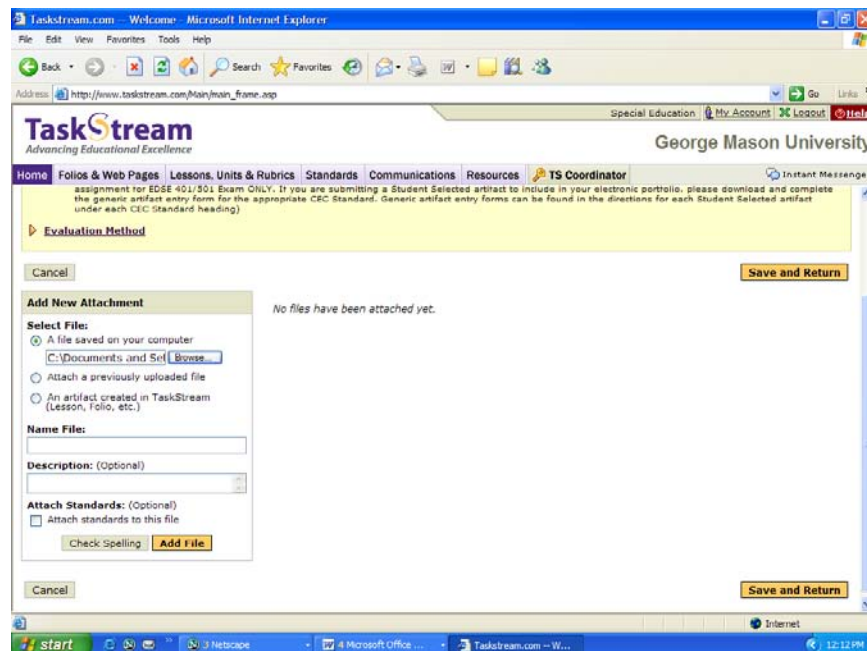 Taskstream.com -- Welcome - Microsoft Internet Explorer
File Edit View Favorites Tools Help
Back Search Favorites
Address http://www.taskstream.com/Main/main_frame.asp Go Links
Special Education My Account Logout Help
TaskStream
Advancing Educational Excellence
George Mason University
Home Folios & Web Pages Lessons, Units & Rubrics Standards Communications Resources TS Coordinator Instant Messenge
assignment for EDSE 401/501 Exam ONLY. If you are submitting a Student Selected artifact to include in your electronic portfolio, please download and complete
the generic artifact entry form for the appropriate CEC Standard. Generic artifact entry forms can be found in the directions for each Student Selected artifact
under each CEC Standard heading)
Evaluation Method
Cancel Save and Return
Add New Attachment
No files have been attached yet.
Select File:
A file saved on your computer
C:\Documents and Set Browse...
Attach a previously uploaded file
An artifact created in TaskStream
(Lesson, Folio, etc.)
Name File:
Description: (Optional)
Attach Standards: (Optional)
Attach standards to this file
Check Spelling Add File
Cancel Save and Return
Internet
start 3 Netscape 4 Microsoft Office ... Taskstream.com -- W... 12:12 PM